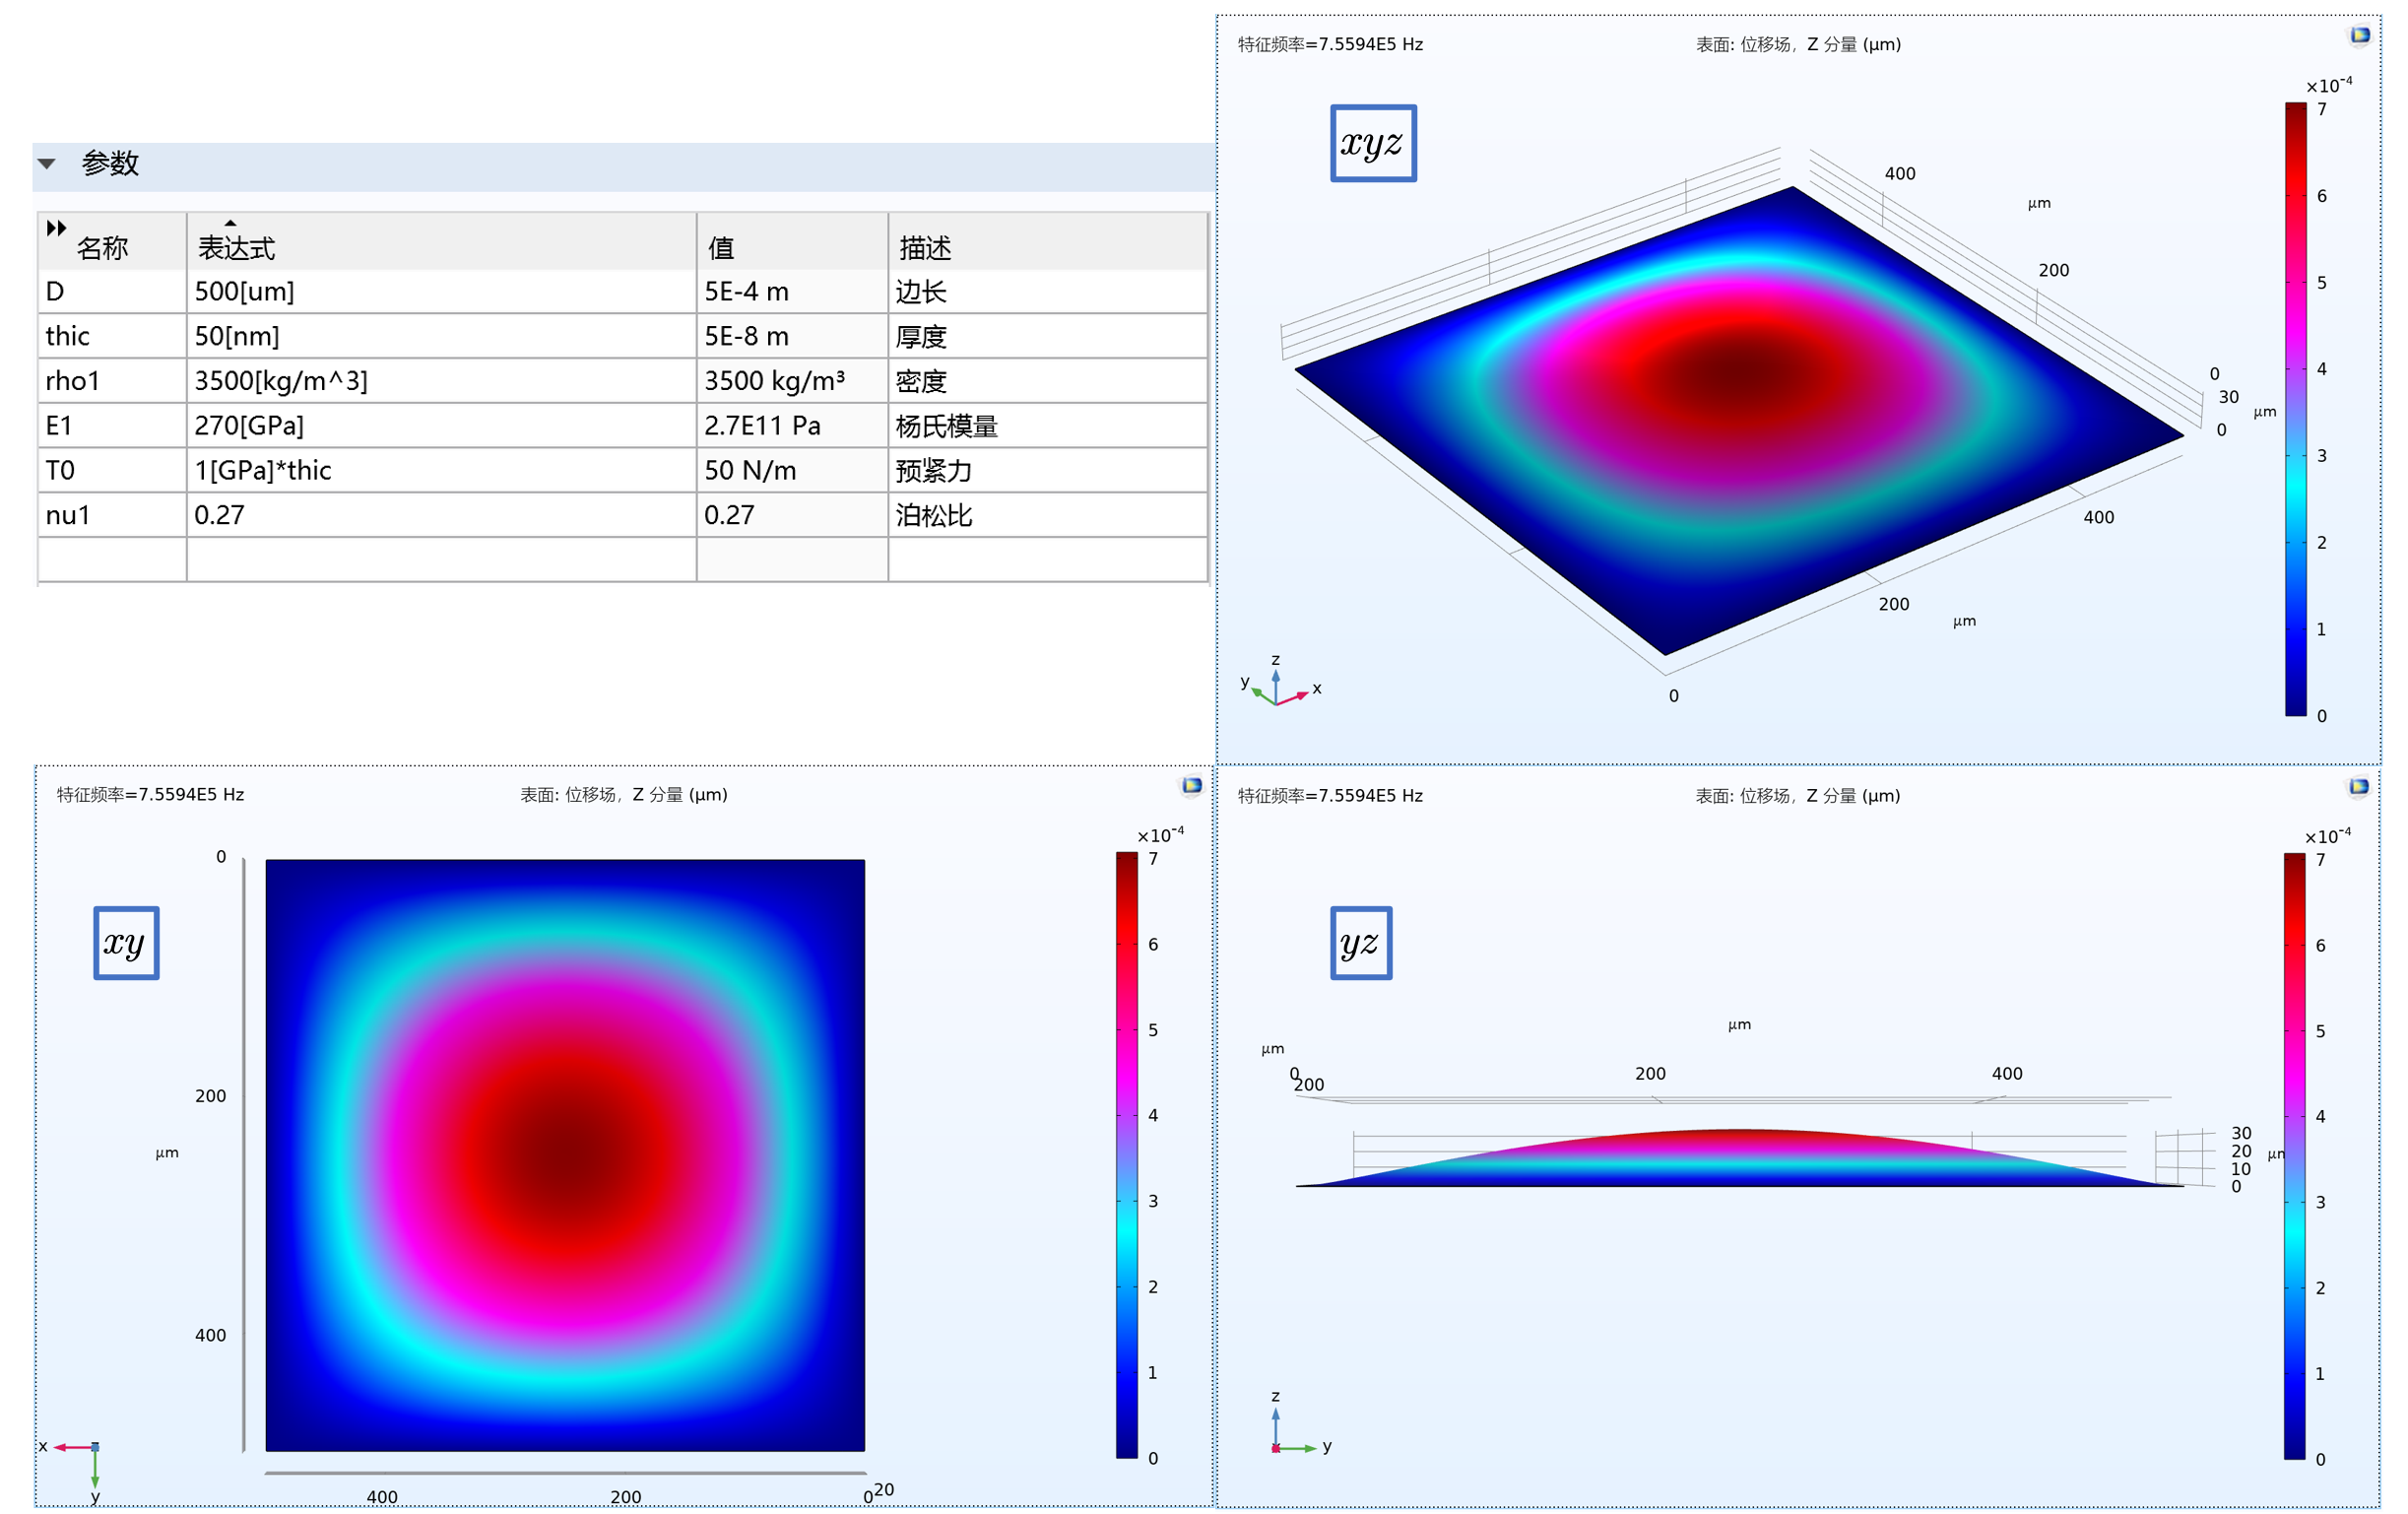 参数
名称 表达式 值 描述
D 500[um] 5E-4 m 边长
thic 50[nm] 5E-8 m 厚度
rho1 3500[kg/m^3] 3500 kg/m³ 密度
E1 270[GPa] 2.7E11 Pa 杨氏模量
T0 1[GPa]*thic 50 N/m 预紧力
nu1 0.27 0.27 泊松比
特征频率=7.5594E5 Hz
表面: 位移场, Z 分量 (µm)
xyz
×10⁻⁴
7
6
5
4
3
2
1
0
400
µm
200
0
30
µm
0
400
200
µm
0
z
y
x
特征频率=7.5594E5 Hz
表面: 位移场, Z 分量 (µm)
xy
×10⁻⁴
7
6
5
4
3
2
1
0
0
200
µm
400
400
200
0
20
x
z
y
特征频率=7.5594E5 Hz
表面: 位移场, Z 分量 (µm)
yz
×10⁻⁴
7
6
5
4
3
2
1
0
µm
µm
0
200
200
400
30
20
10
0
z
x
y